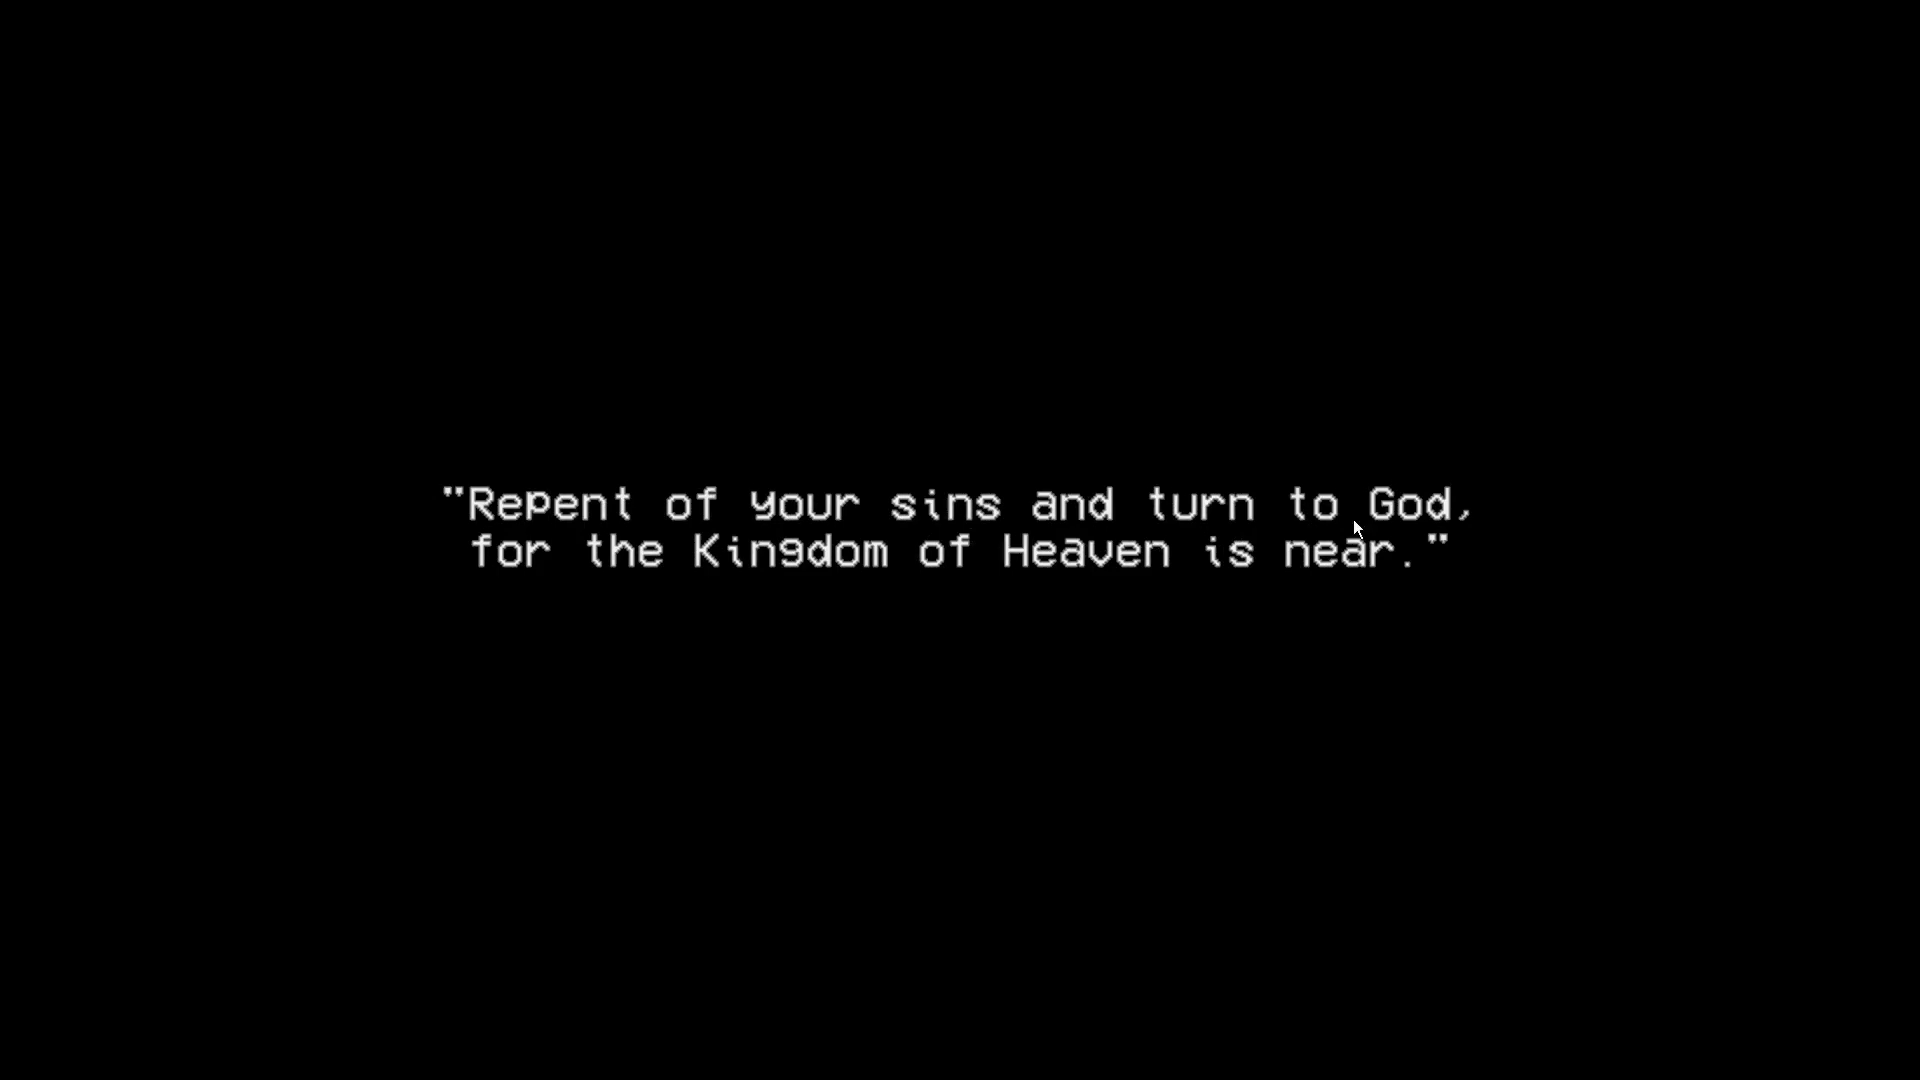 "Repent of your sins and turn to God,
for the Kingdom of Heaven is near."